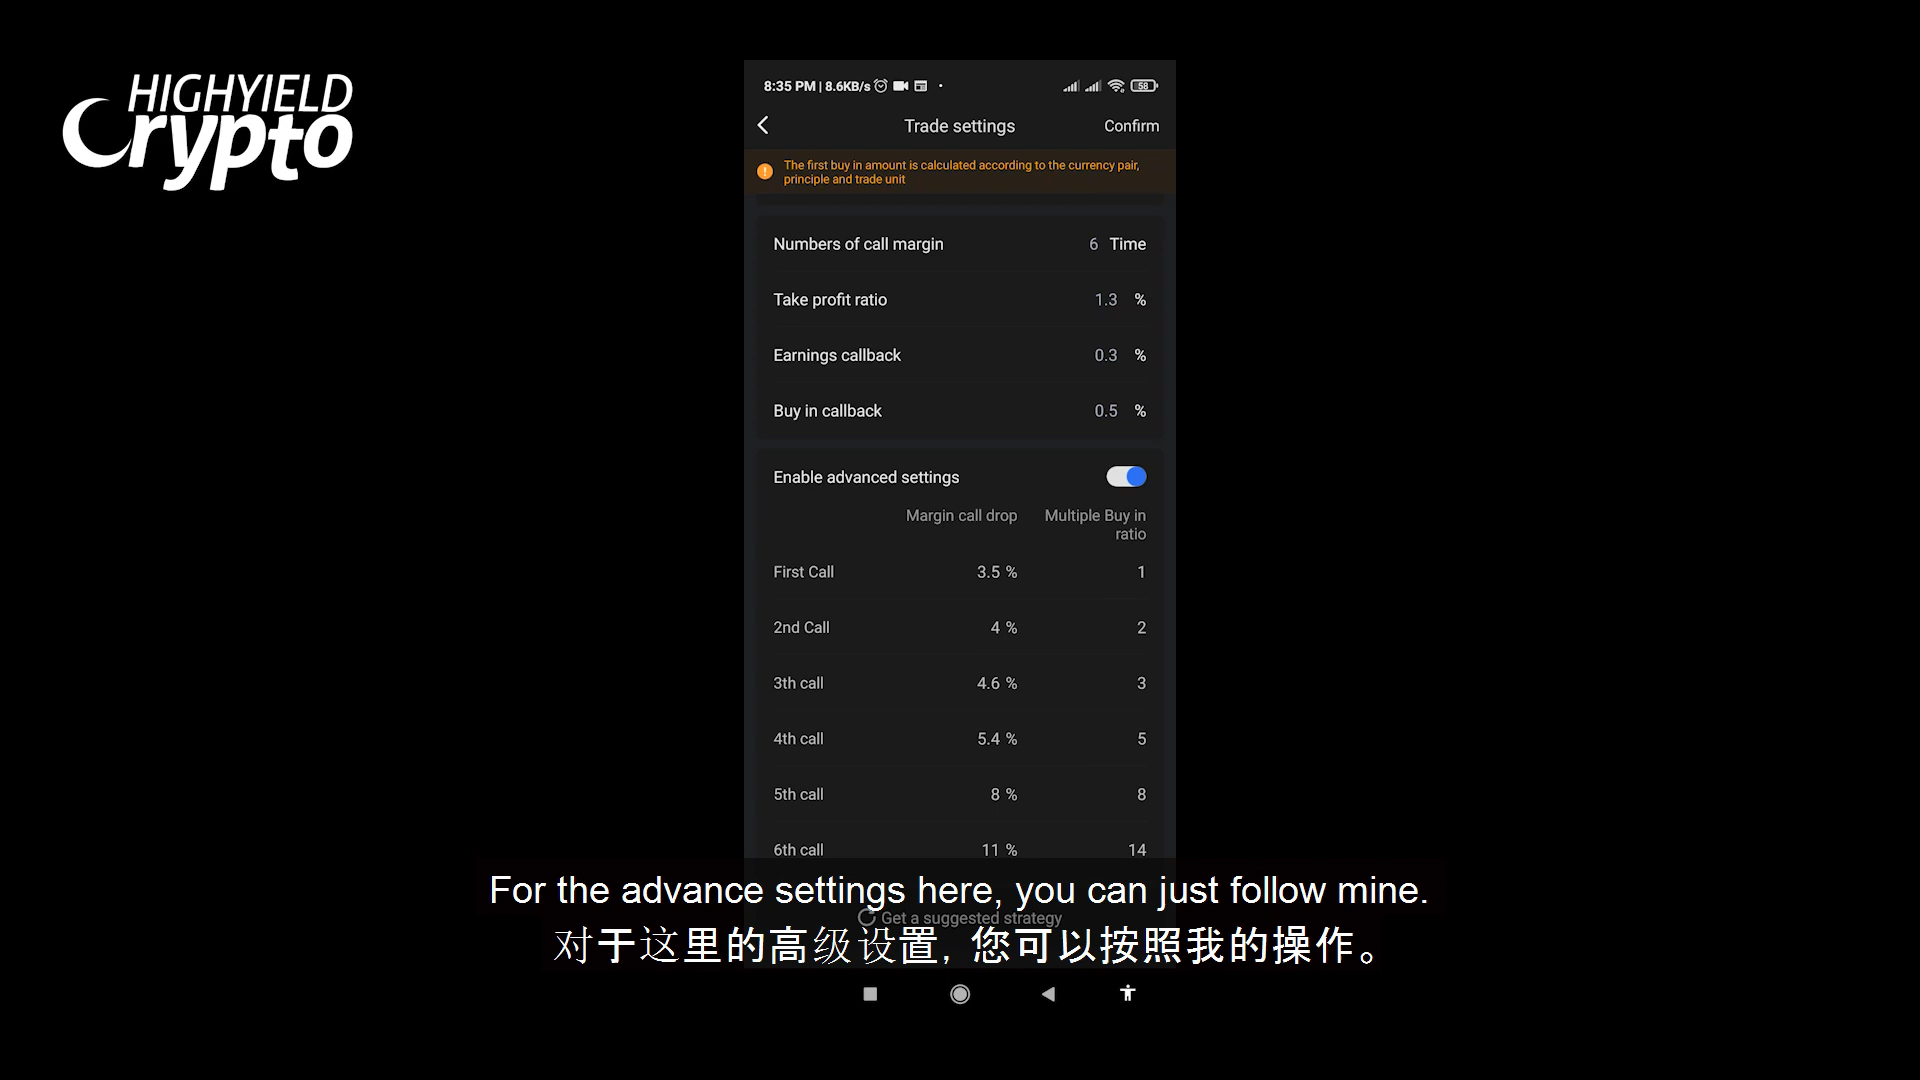 HIGHYIELD
Crypto
8:35 PM | 8.6KB/s
58
Trade settings
Confirm
The first buy in amount is calculated according to the currency pair,
principle and trade unit
Numbers of call margin 6 Time
Take profit ratio 1.3 %
Earnings callback 0.3 %
Buy in callback 0.5 %
Enable advanced settings
Margin call drop Multiple Buy in
ratio
First Call 3.5 % 1
2nd Call 4 % 2
3th call 4.6 % 3
4th call 5.4 % 5
5th call 8 % 8
6th call 11 % 14
For the advance settings here, you can just follow mine.
Get a suggested strategy
对于这里的高级设置, 您可以按照我的操作。